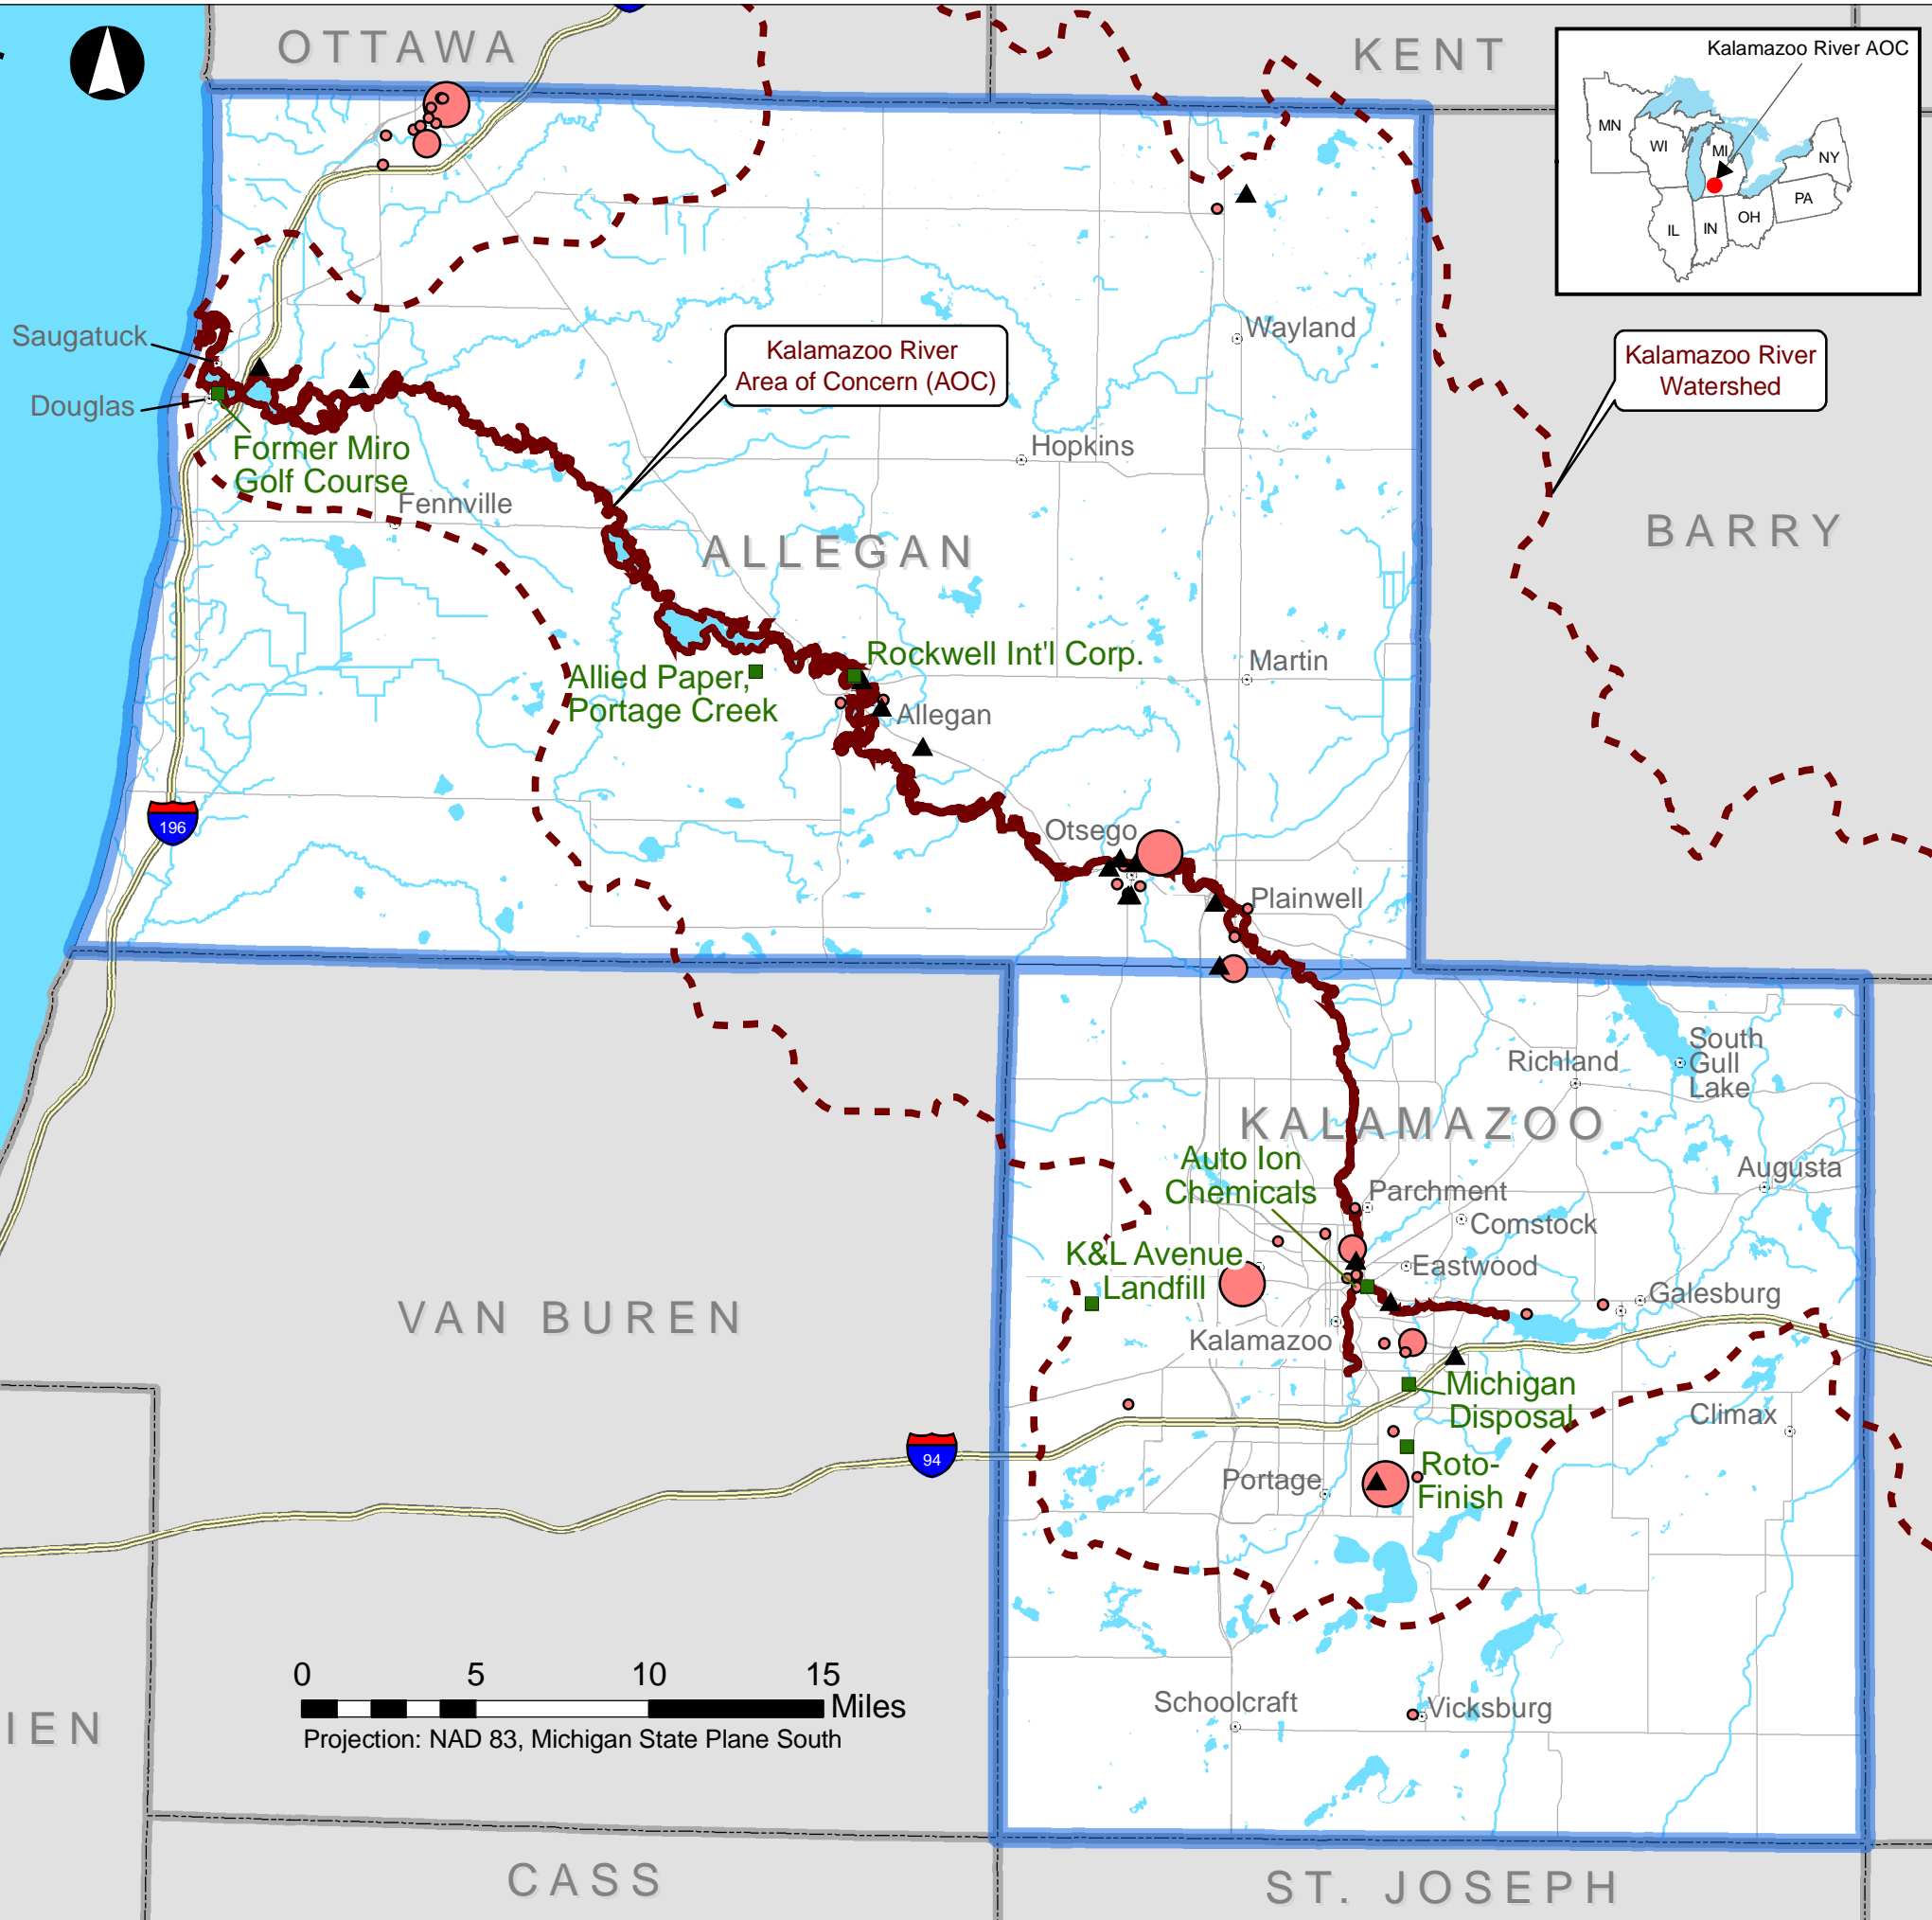 OTTAWA
KENT
Kalamazoo River AOC
MN
WI
MI
NY
PA
IL
IN
OH
Saugatuck
Douglas
Kalamazoo River
Area of Concern (AOC)
Wayland
Kalamazoo River
Watershed
Former Miro
Golf Course
Fennville
Hopkins
ALLEGAN
BARRY
Rockwell Int'l Corp.
Allied Paper,
Portage Creek
Martin
Allegan
196
Otsego
Plainwell
South
Gull
Lake
Richland
KALAMAZOO
Auto Ion
Chemicals
Augusta
Parchment
Comstock
K&L Avenue
Landfill
Eastwood
Galesburg
VAN BUREN
Kalamazoo
Michigan
Disposal
Climax
94
Portage
Roto-
Finish
0 5 10 15
Miles
Projection: NAD 83, Michigan State Plane South
Schoolcraft
Vicksburg
IEN
CASS
ST. JOSEPH